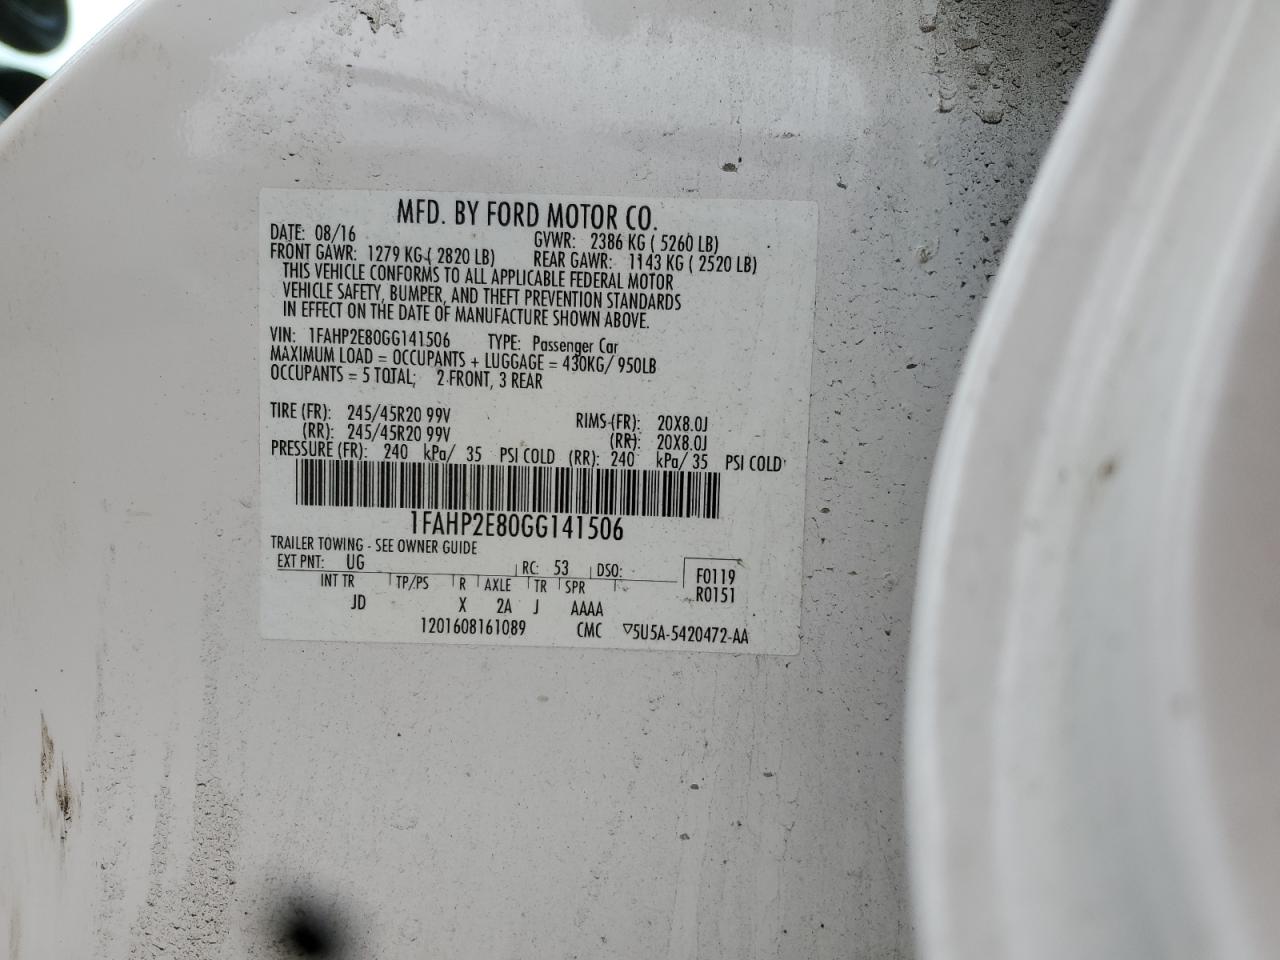 MFD. BY FORD MOTOR CO.
DATE: 08/16 GVWR: 2386 KG ( 5260 LB)
FRONT GAWR: 1279 KG ( 2820 LB) REAR GAWR: 1143 KG ( 2520 LB)
THIS VEHICLE CONFORMS TO ALL APPLICABLE FEDERAL MOTOR
VEHICLE SAFETY, BUMPER, AND THEFT PREVENTION STANDARDS
IN EFFECT ON THE DATE OF MANUFACTURE SHOWN ABOVE.
VIN: 1FAHP2E80GG141506 TYPE: Passenger Car
MAXIMUM LOAD = OCCUPANTS + LUGGAGE = 430KG/ 950LB
OCCUPANTS = 5 TOTAL; 2 FRONT, 3 REAR
TIRE (FR): 245/45R20 99V RIMS (FR): 20X8.0J
(RR): 245/45R20 99V (RR): 20X8.0J
PRESSURE (FR): 240 kPa/ 35 PSI COLD (RR): 240 kPa/ 35 PSI COLD
1FAHP2E80GG141506
TRAILER TOWING - SEE OWNER GUIDE
EXT PNT: UG RC: 53 DSO: F0119
INT TR TP/PS R AXLE TR SPR R0151
JD X 2A J AAAA
1201608161089 CMC ▽5U5A-5420472-AA